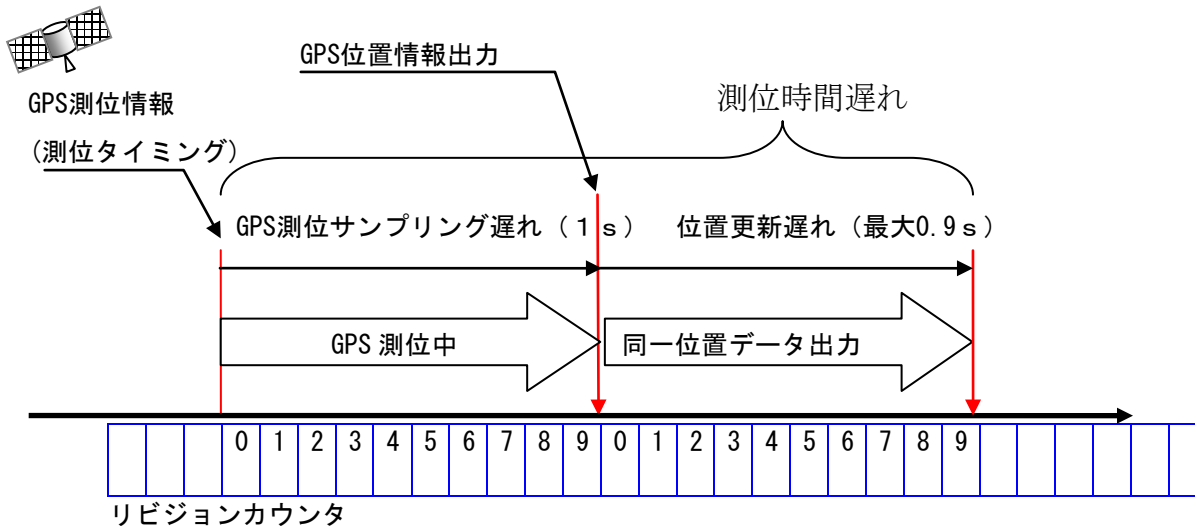 GPS位置情報出力
GPS測位情報
(測位タイミング)
測位時間遅れ
GPS測位サンプリング遅れ（１ｓ） 位置更新遅れ（最大0.9ｓ）
GPS 測位中 同一位置データ出力
0 1 2 3 4 5 6 7 8 9 0 1 2 3 4 5 6 7 8 9
リビジョンカウンタ